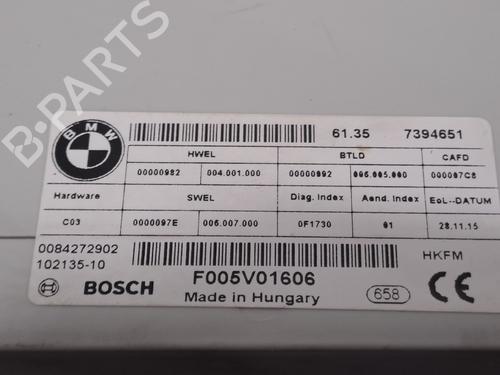 B-PARTS
BMW
61.35 7394651
HWEL BTLD CAFD
00000982 004.001.000 00000992 006.005.000 000007C8
Hardware SWEL Diag. Index Aend. Index EoL.-DATUM
C03 0000097E 006.007.000 0F1730 01 28.11.15
0084272902
102135-10
HKFM
BOSCH F005V01606
Made in Hungary 658 CE